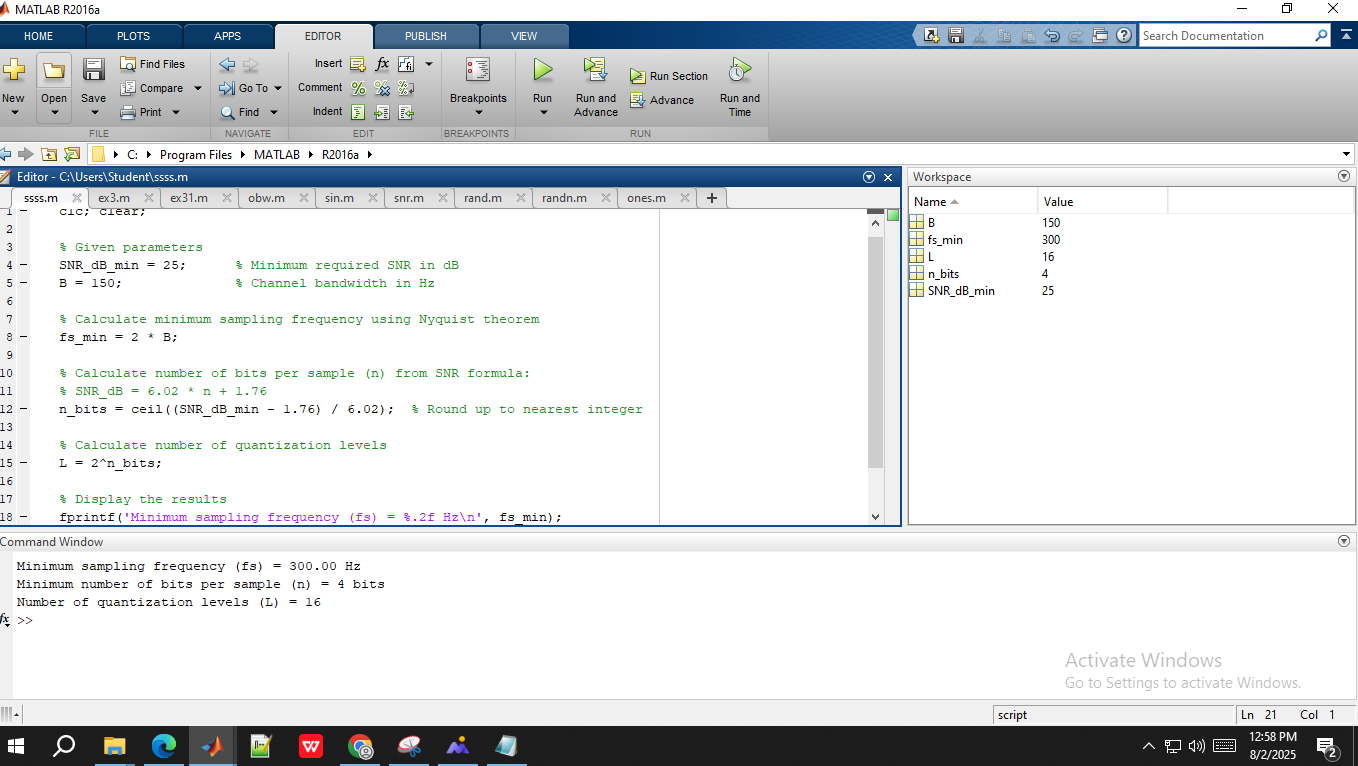 MATLAB R2016a
HOME PLOTS APPS EDITOR PUBLISH VIEW
Search Documentation
New Open Save
Find Files
Compare
Print
FILE
Go To
Find
NAVIGATE
Insert fx
Comment
Indent
EDIT
Breakpoints
BREAKPOINTS
Run
Run and Advance
Run Section
Advance
Run and Time
RUN
C: Program Files MATLAB R2016a
Editor - C:\Users\Student\ssss.m
ssss.m ex3.m ex31.m obw.m sin.m snr.m rand.m randn.m ones.m
1 clc; clear;
2
3 % Given parameters
4 SNR_dB_min = 25; % Minimum required SNR in dB
5 B = 150; % Channel bandwidth in Hz
6
7 % Calculate minimum sampling frequency using Nyquist theorem
8 fs_min = 2 * B;
9
10 % Calculate number of bits per sample (n) from SNR formula:
11 % SNR_dB = 6.02 * n + 1.76
12 n_bits = ceil((SNR_dB_min - 1.76) / 6.02); % Round up to nearest integer
13
14 % Calculate number of quantization levels
15 L = 2^n_bits;
16
17 % Display the results
18 fprintf('Minimum sampling frequency (fs) = %.2f Hz\n', fs_min);
Workspace
Name Value
B 150
fs_min 300
L 16
n_bits 4
SNR_dB_min 25
Command Window
Minimum sampling frequency (fs) = 300.00 Hz
Minimum number of bits per sample (n) = 4 bits
Number of quantization levels (L) = 16
fx >>
Activate Windows
Go to Settings to activate Windows.
script
Ln 21 Col 1
12:58 PM
8/2/2025
2